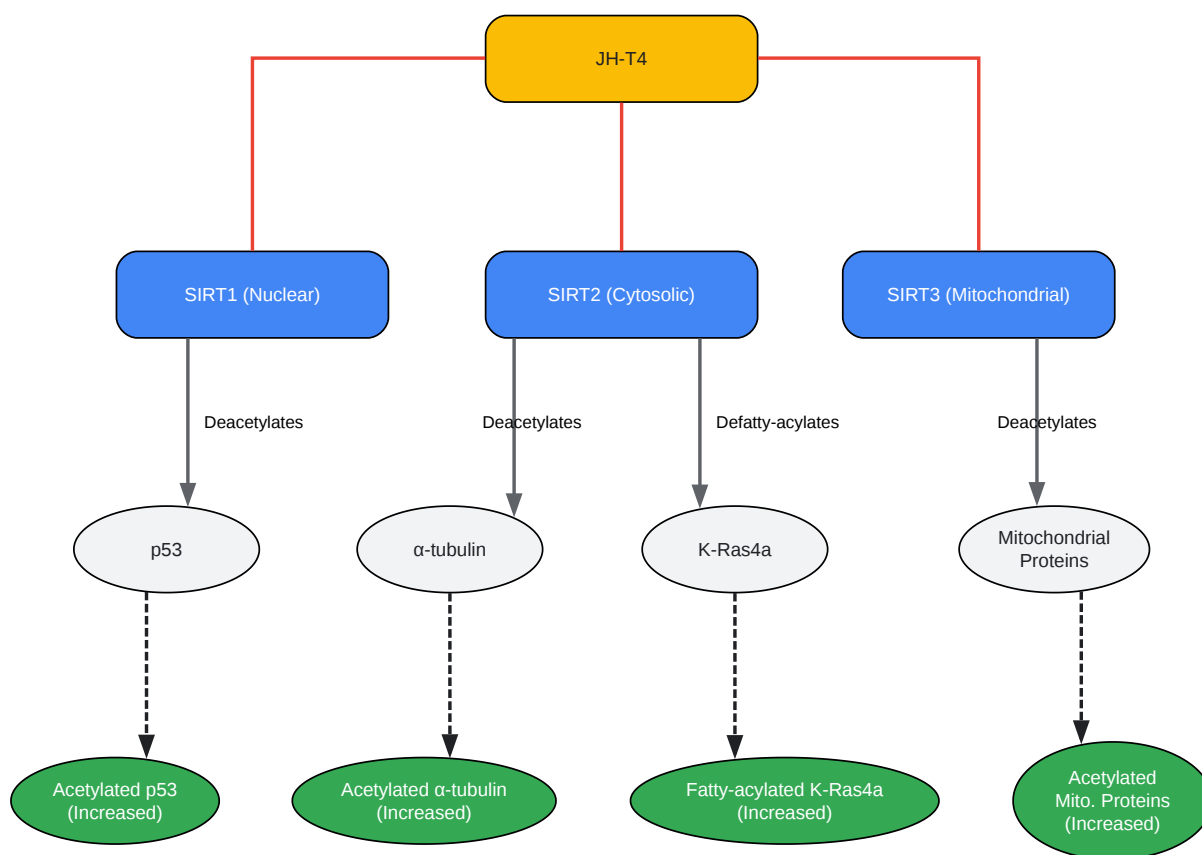 JH-T4
SIRT1 (Nuclear)
SIRT2 (Cytosolic)
SIRT3 (Mitochondrial)
Deacetylates
Deacetylates
Defatty-acylates
Deacetylates
p53
α-tubulin
K-Ras4a
Mitochondrial
Proteins
Acetylated p53
(Increased)
Acetylated α-tubulin
(Increased)
Fatty-acylated K-Ras4a
(Increased)
Acetylated
Mito. Proteins
(Increased)